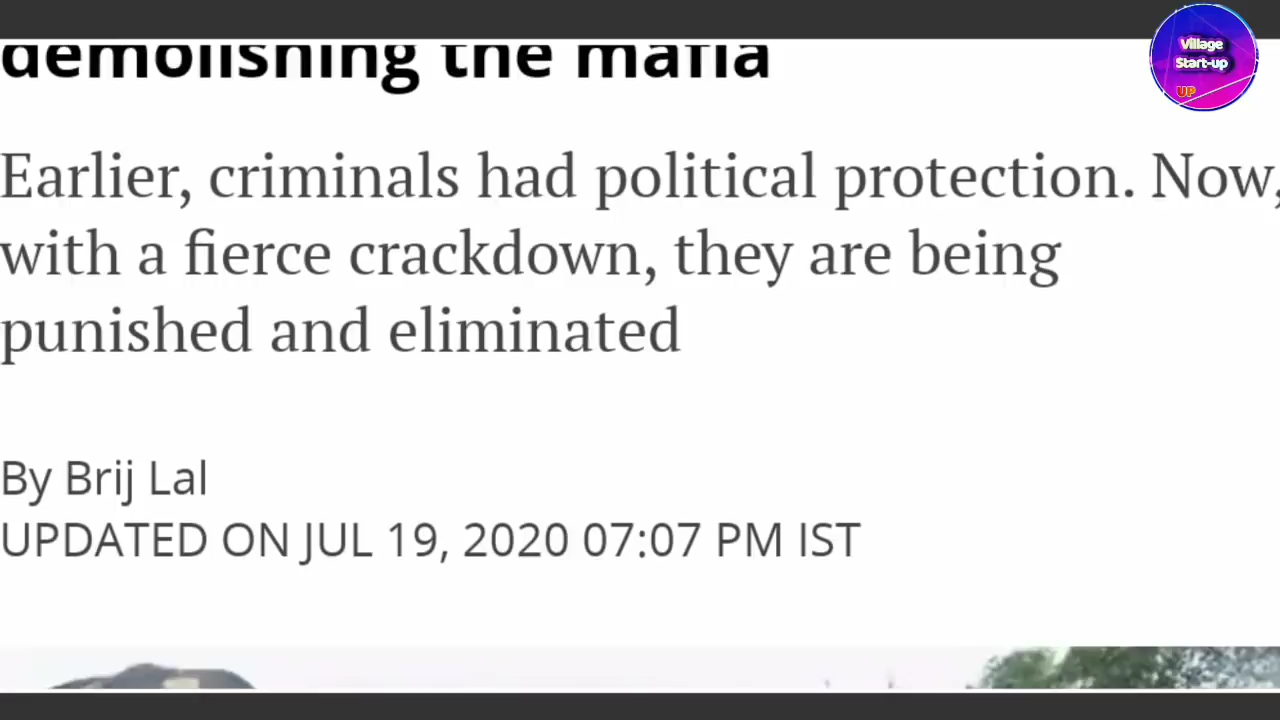 demolishing the mafia
Village
Start-up
UP
Earlier, criminals had political protection. Now,
with a fierce crackdown, they are being
punished and eliminated
By Brij Lal
UPDATED ON JUL 19, 2020 07:07 PM IST